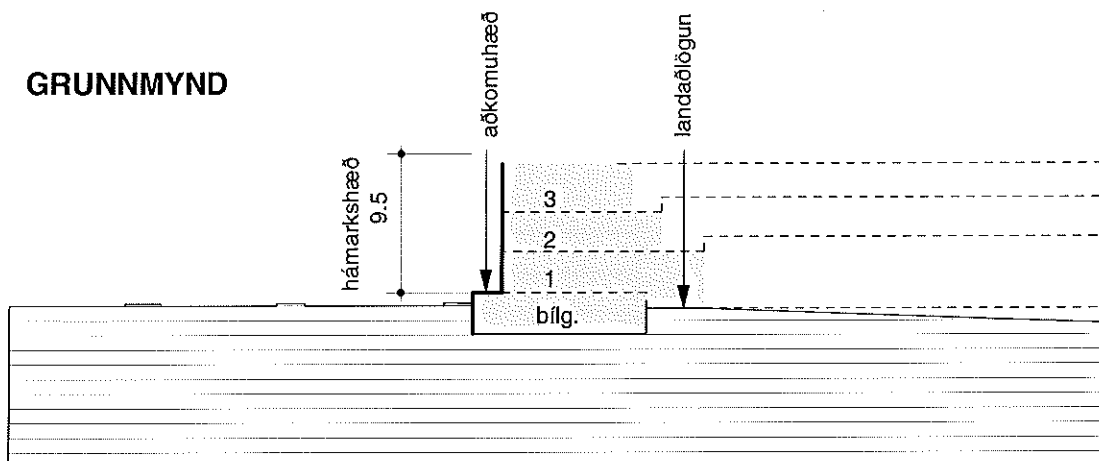 GRUNNMYND
hámarkshæð
9.5
aðkomuhæð
landaðlögun
3
2
1
bílg.